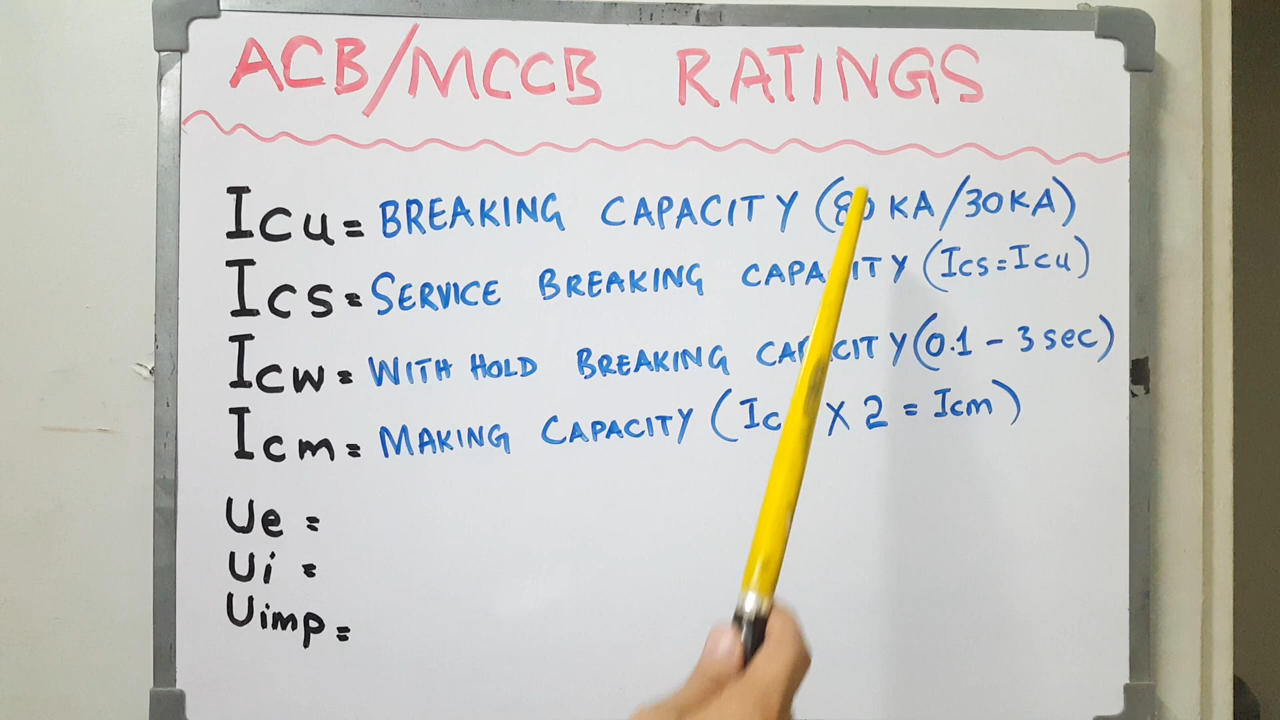 ACB/MCCB RATINGS
Icu = BREAKING CAPACITY (80 KA/30KA)
Ics = SERVICE BREAKING CAPACITY (Ics = Icu)
Icw = WITH HOLD BREAKING CAPACITY (0.1 - 3 sec)
Icm = MAKING CAPACITY ( X 2 = Icm)
Ue =
Ui =
Uimp =